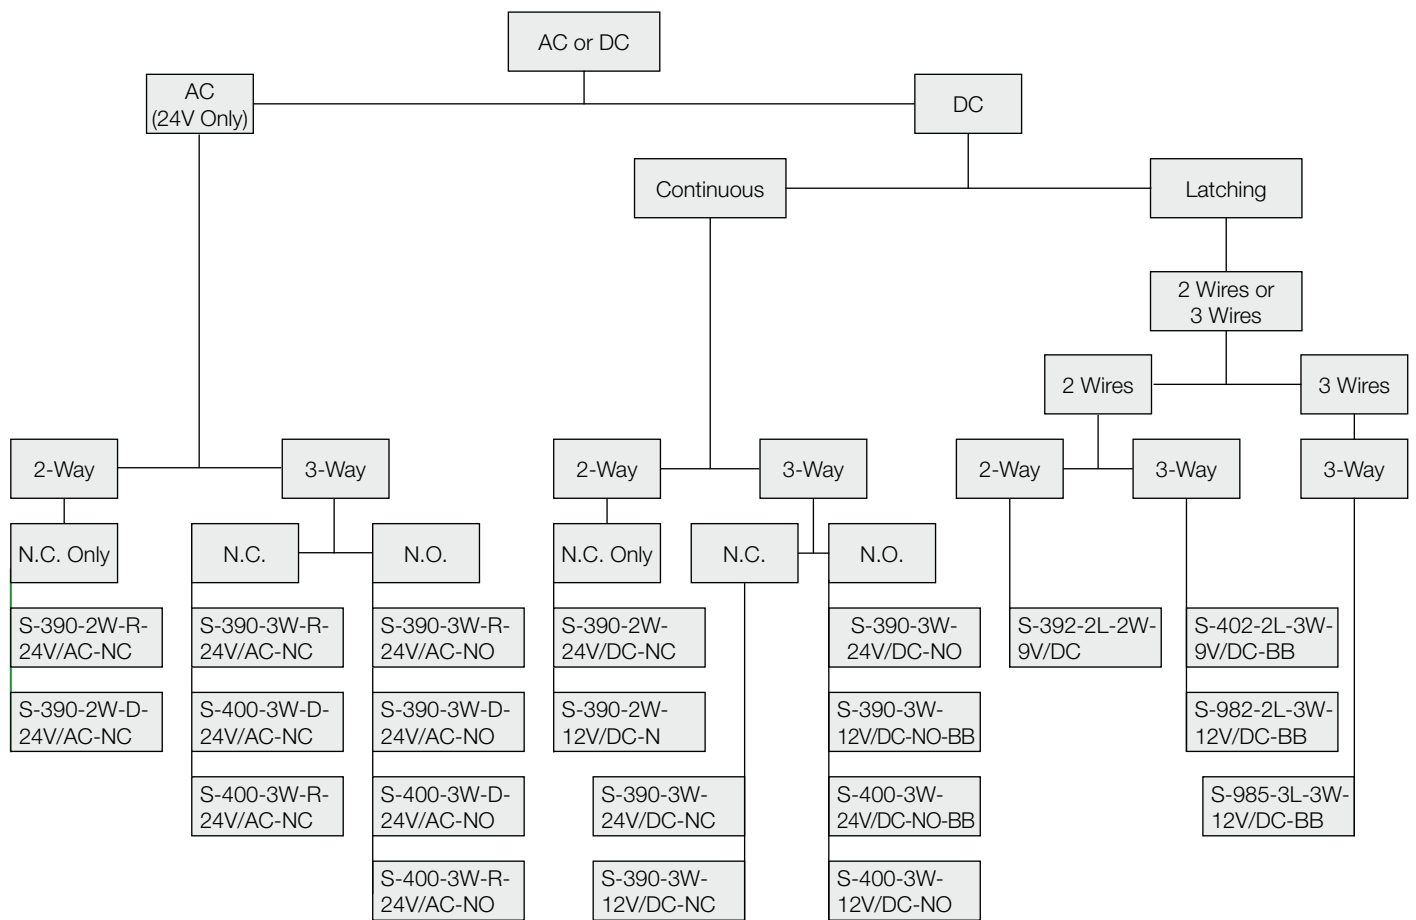 AC or DC
AC
(24V Only)
DC
Continuous
Latching
2 Wires or
3 Wires
2 Wires
3 Wires
2-Way
3-Way
2-Way
3-Way
2-Way
3-Way
3-Way
N.C. Only
N.C.
N.O.
N.C. Only
N.C.
N.O.
S-390-2W-R-
24V/AC-NC
S-390-3W-R-
24V/AC-NC
S-390-3W-R-
24V/AC-NO
S-390-2W-
24V/DC-NC
S-390-3W-
24V/DC-NO
S-392-2L-2W-
9V/DC
S-402-2L-3W-
9V/DC-BB
S-390-2W-D-
24V/AC-NC
S-400-3W-D-
24V/AC-NC
S-390-3W-D-
24V/AC-NO
S-390-2W-
12V/DC-N
S-390-3W-
12V/DC-NO-BB
S-982-2L-3W-
12V/DC-BB
S-400-3W-R-
24V/AC-NC
S-400-3W-D-
24V/AC-NO
S-390-3W-
24V/DC-NC
S-400-3W-
24V/DC-NO-BB
S-985-3L-3W-
12V/DC-BB
S-400-3W-R-
24V/AC-NO
S-390-3W-
12V/DC-NC
S-400-3W-
12V/DC-NO